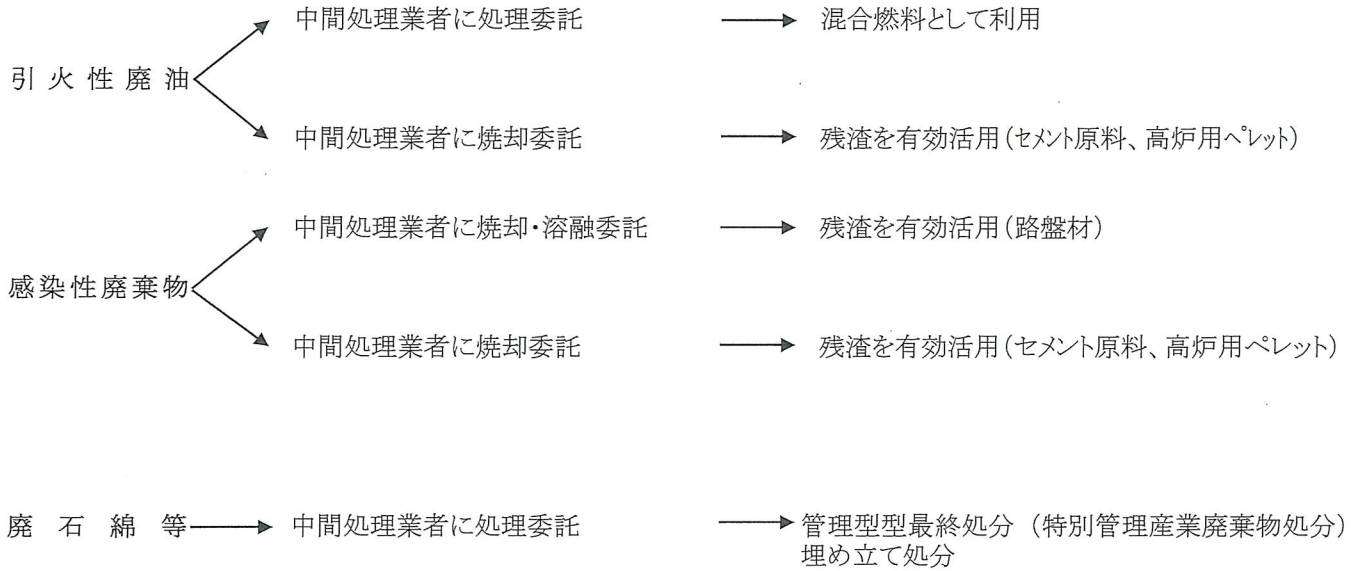 中間処理業者に処理委託 混合燃料として利用
引火性廃油
中間処理業者に焼却委託 残渣を有効活用(セメント原料、高炉用ペレット)
中間処理業者に焼却・溶融委託 残渣を有効活用(路盤材)
感染性廃棄物
中間処理業者に焼却委託 残渣を有効活用(セメント原料、高炉用ペレット)
廃石綿等 中間処理業者に処理委託 管理型型最終処分 (特別管理産業廃棄物処分)
埋め立て処分